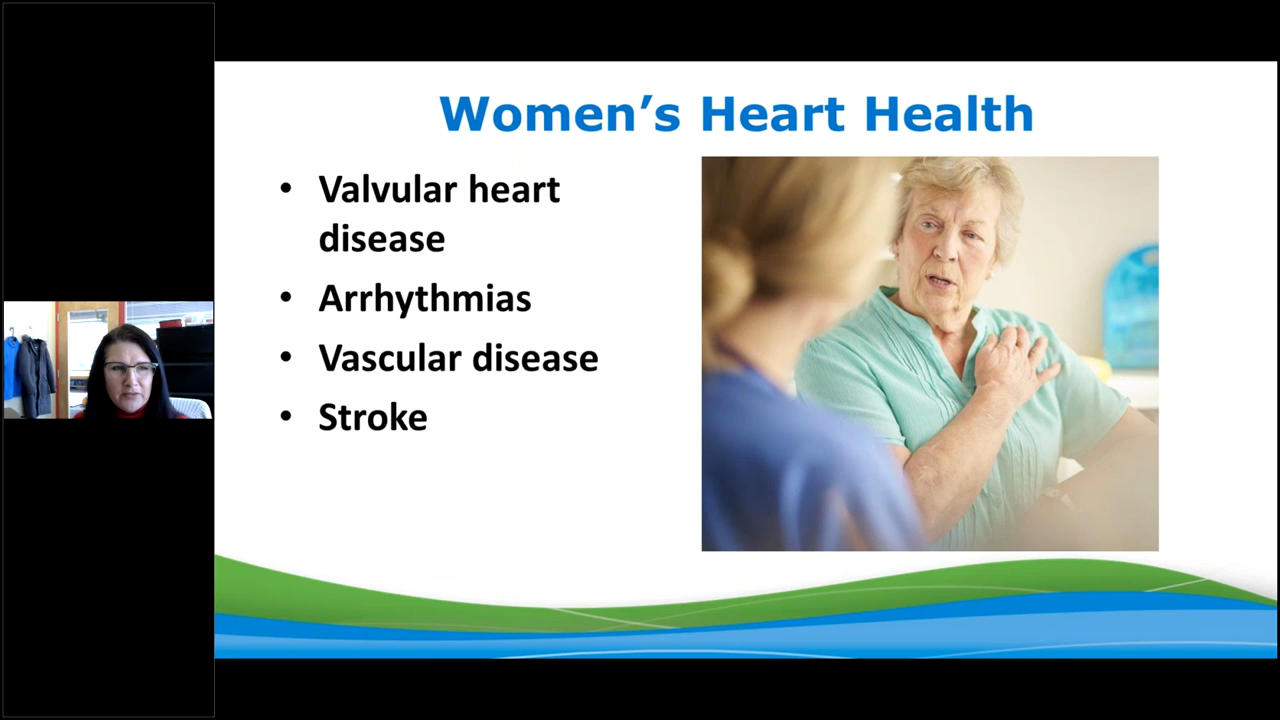 Women’s Heart Health
• Valvular heart
disease
• Arrhythmias
• Vascular disease
• Stroke